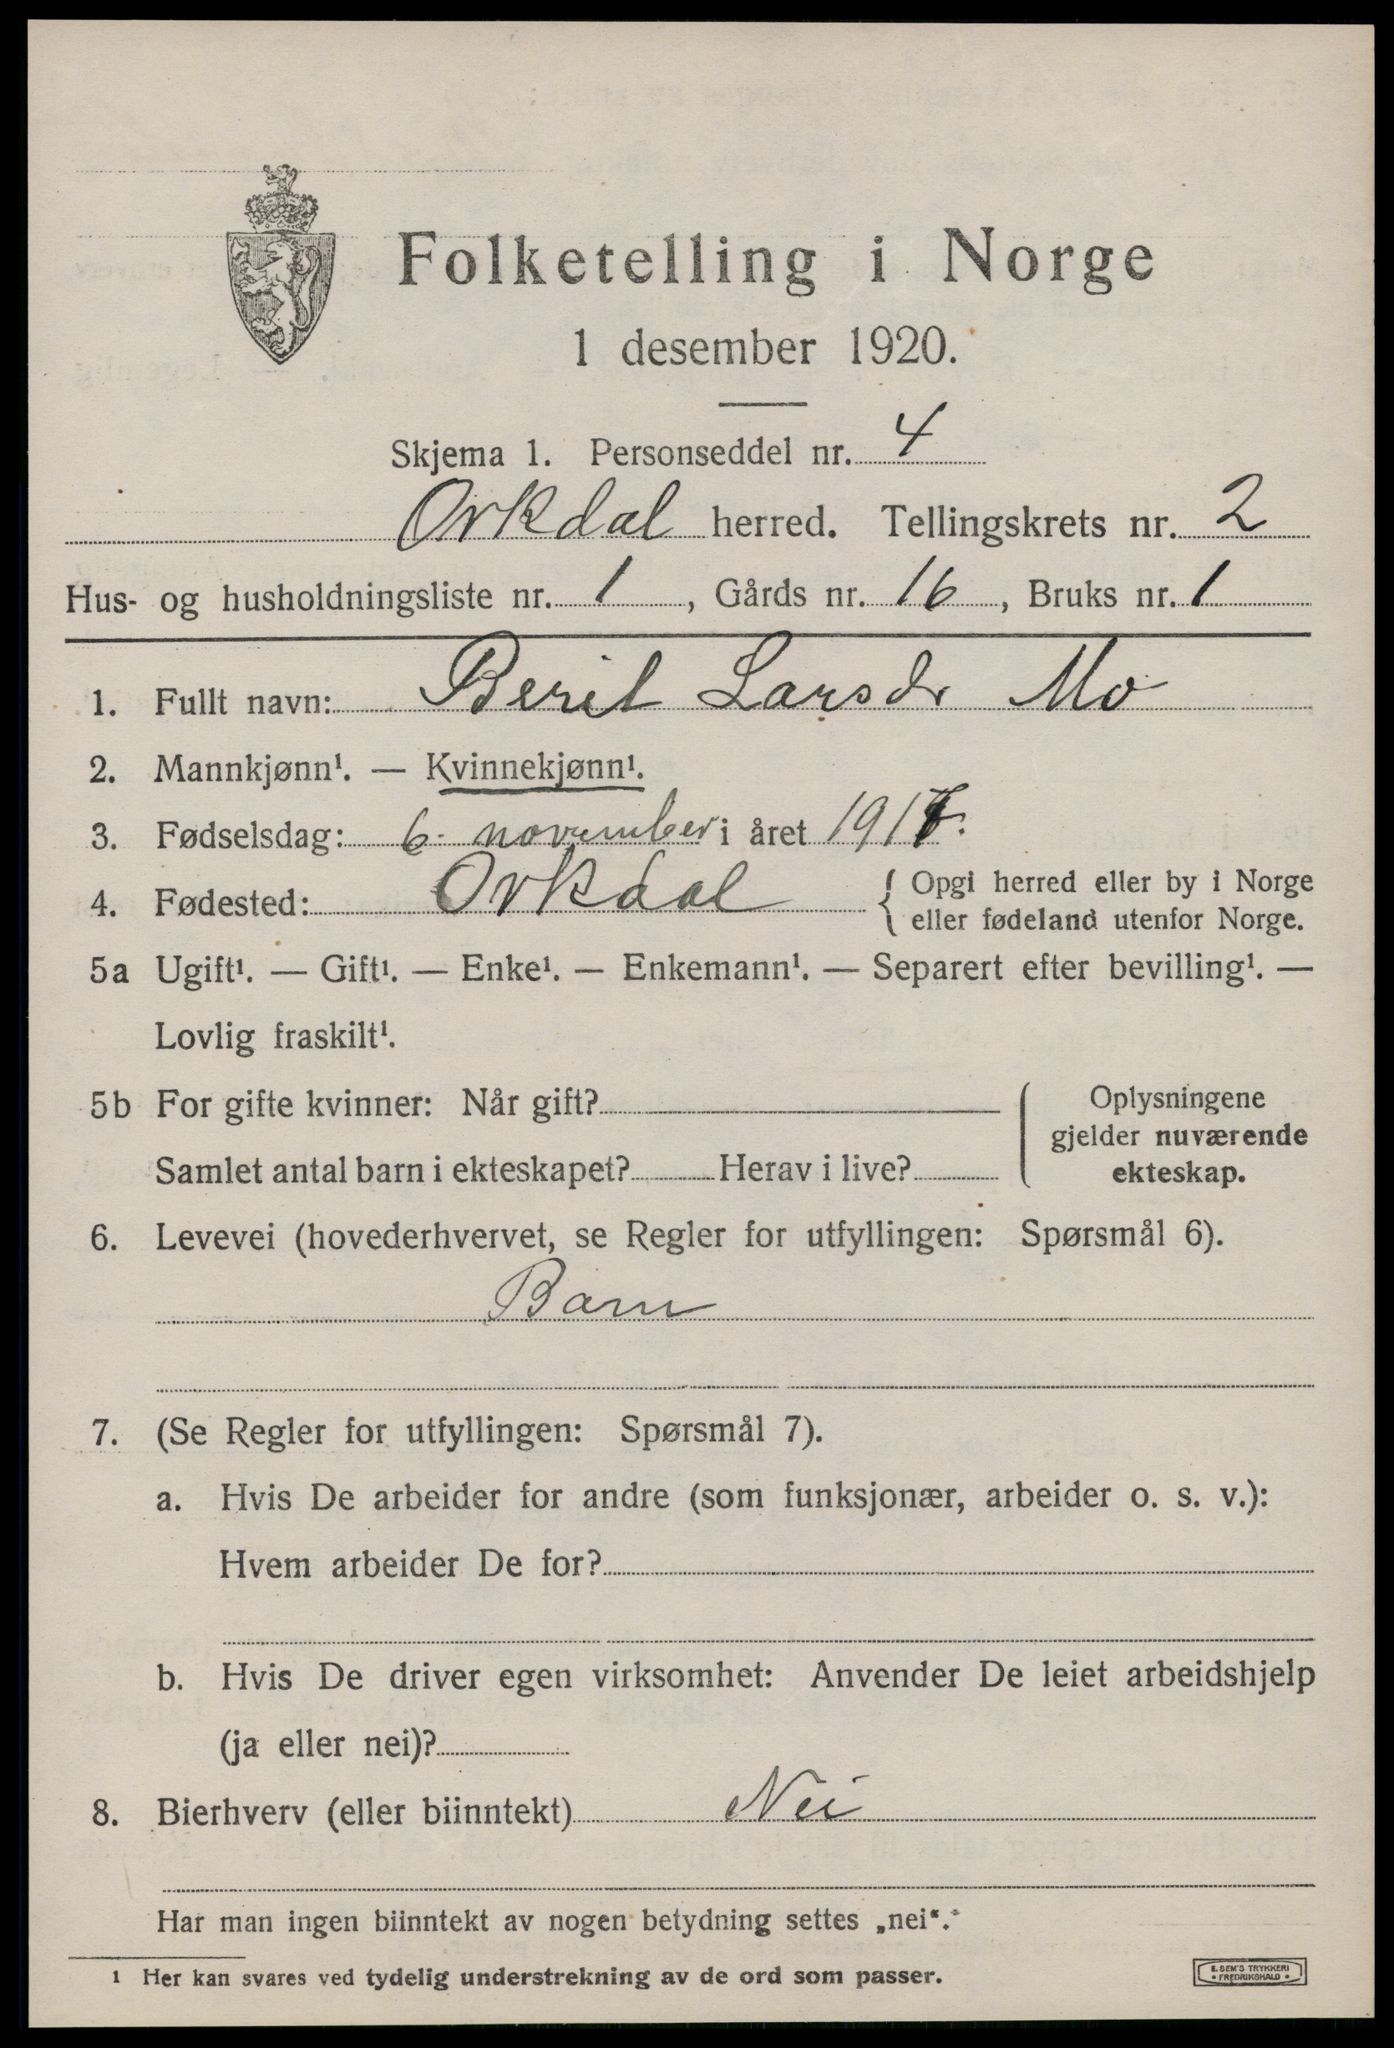 Folketelling i Norge
1 desember 1920.
Skjema 1. Personseddel nr. 4
Orkdal herred. Tellingskrets nr. 2
Hus- og husholdningsliste nr. 1, Gårds nr. 16, Bruks nr. 1
1. Fullt navn: Berit Larsdr Mo
2. Mannkjønn¹. — Kvinnekjønn¹.
3. Fødselsdag: 6. november i året
4. Fødested: Orkdal { Opgi herred eller by i Norge
eller fødeland utenfor Norge.
5a Ugift¹. — Gift¹. — Enke¹. — Enkemann¹. — Separert efter bevilling¹. —
Lovlig fraskilt¹.
5b For gifte kvinner: Når gift?
Samlet antal barn i ekteskapet? Herav i live?
Oplysningene
gjelder nuværende
ekteskap.
6. Levevei (hovederhvervet, se Regler for utfyllingen: Spørsmål 6).
Barn
7. (Se Regler for utfyllingen: Spørsmål 7).
a. Hvis De arbeider for andre (som funksjonær, arbeider o. s. v.):
Hvem arbeider De for?
b. Hvis De driver egen virksomhet: Anvender De leiet arbeidshjelp
(ja eller nei)?
8. Bierhverv (eller biinntekt) Nei
Har man ingen biinntekt av nogen betydning settes „nei“.
¹ Her kan svares ved tydelig understrekning av de ord som passer.
E. SEM'S TRYKKERI
• FREDRIKSHALD •